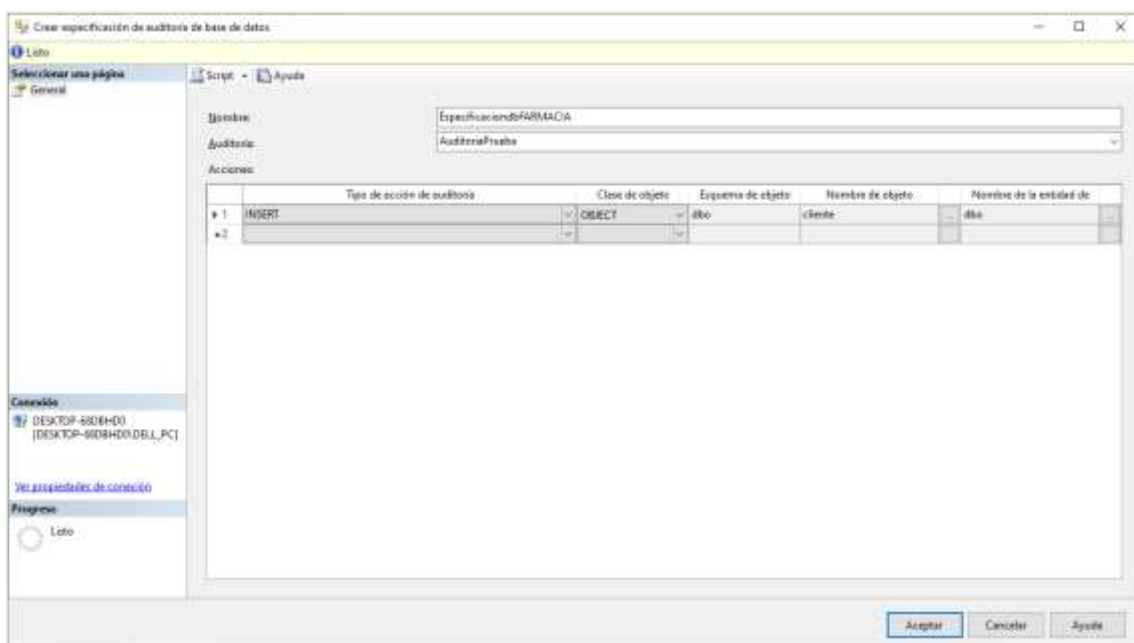 Crear especificación de auditoría de base de datos
Listo
Seleccionar una página
General
Script
Ayuda
Nombre:
EspecificaciondbFARMACIA
Auditoría:
AuditoriaPrueba
Acciones:
Tipo de acción de auditoría Clase de objeto Esquema de objeto Nombre de objeto Nombre de la entidad de
1 INSERT OBJECT dbo cliente ... dbo ...
*2
Conexión
DESKTOP-68DBHD0
[DESKTOP-68DBHD0\DELL_PC]
Ver propiedades de conexión
Progreso
Listo
Aceptar Cancelar Ayuda